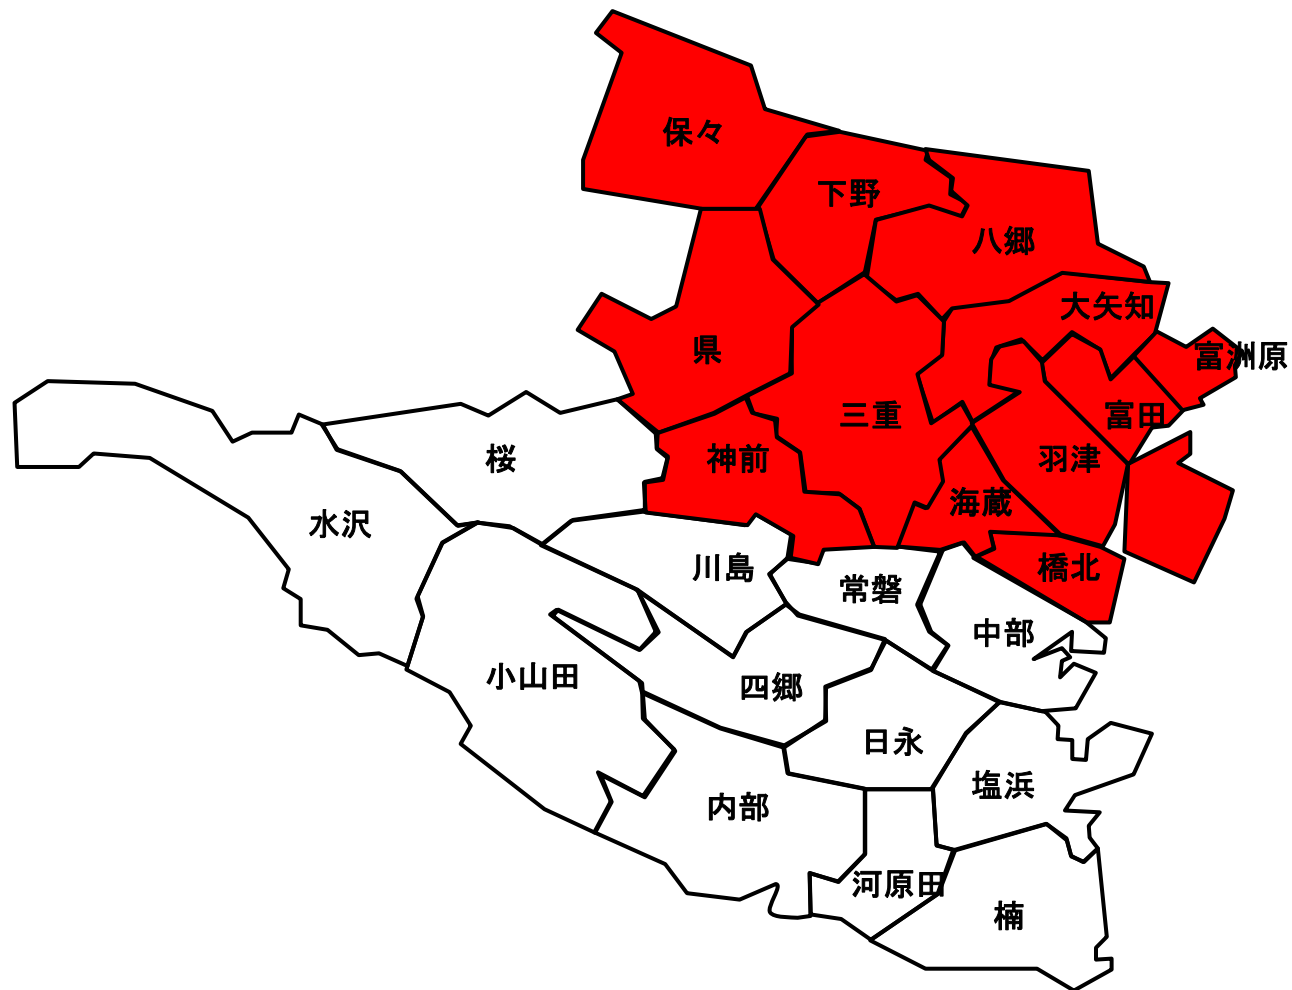 保々
下野
八郷
大矢知
県
富洲原
三重
富田
桜
神前
羽津
海蔵
水沢
川島
橋北
常磐
中部
小山田
四郷
日永
塩浜
内部
河原田
楠